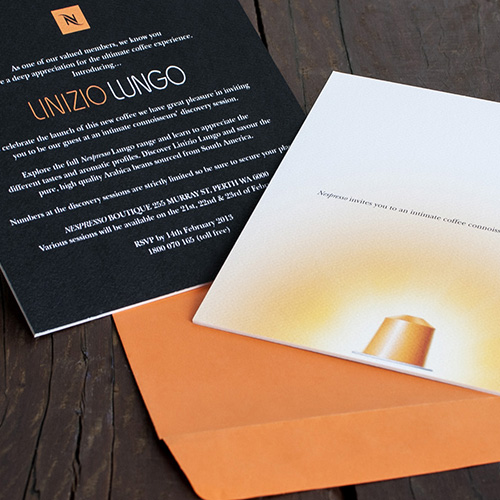 N
As one of our valued members, we know you
a deep appreciation for the ultimate coffee experience.
Introducing...
LINIZIO LUNGO
celebrate the launch of this new coffee we have great pleasure in inviting
you to be our guest at an intimate connoisseurs' discovery session.
Explore the full Nespresso Lungo range and learn to appreciate the
different tastes and aromatic profiles. Discover Linizio Lungo and savour the
pure, high quality Arabica beans sourced from South America.
Numbers at the discovery sessions are strictly limited so be sure to secure your
NESPRESSO BOUTIQUE 255 MURRAY ST, PERTH WA 6000
Various sessions will be available on the 21st, 22nd & 23rd of
RSVP by 14th February 2013
1800 070 165 (toll free)
Nespresso invites you to an intimate coffee